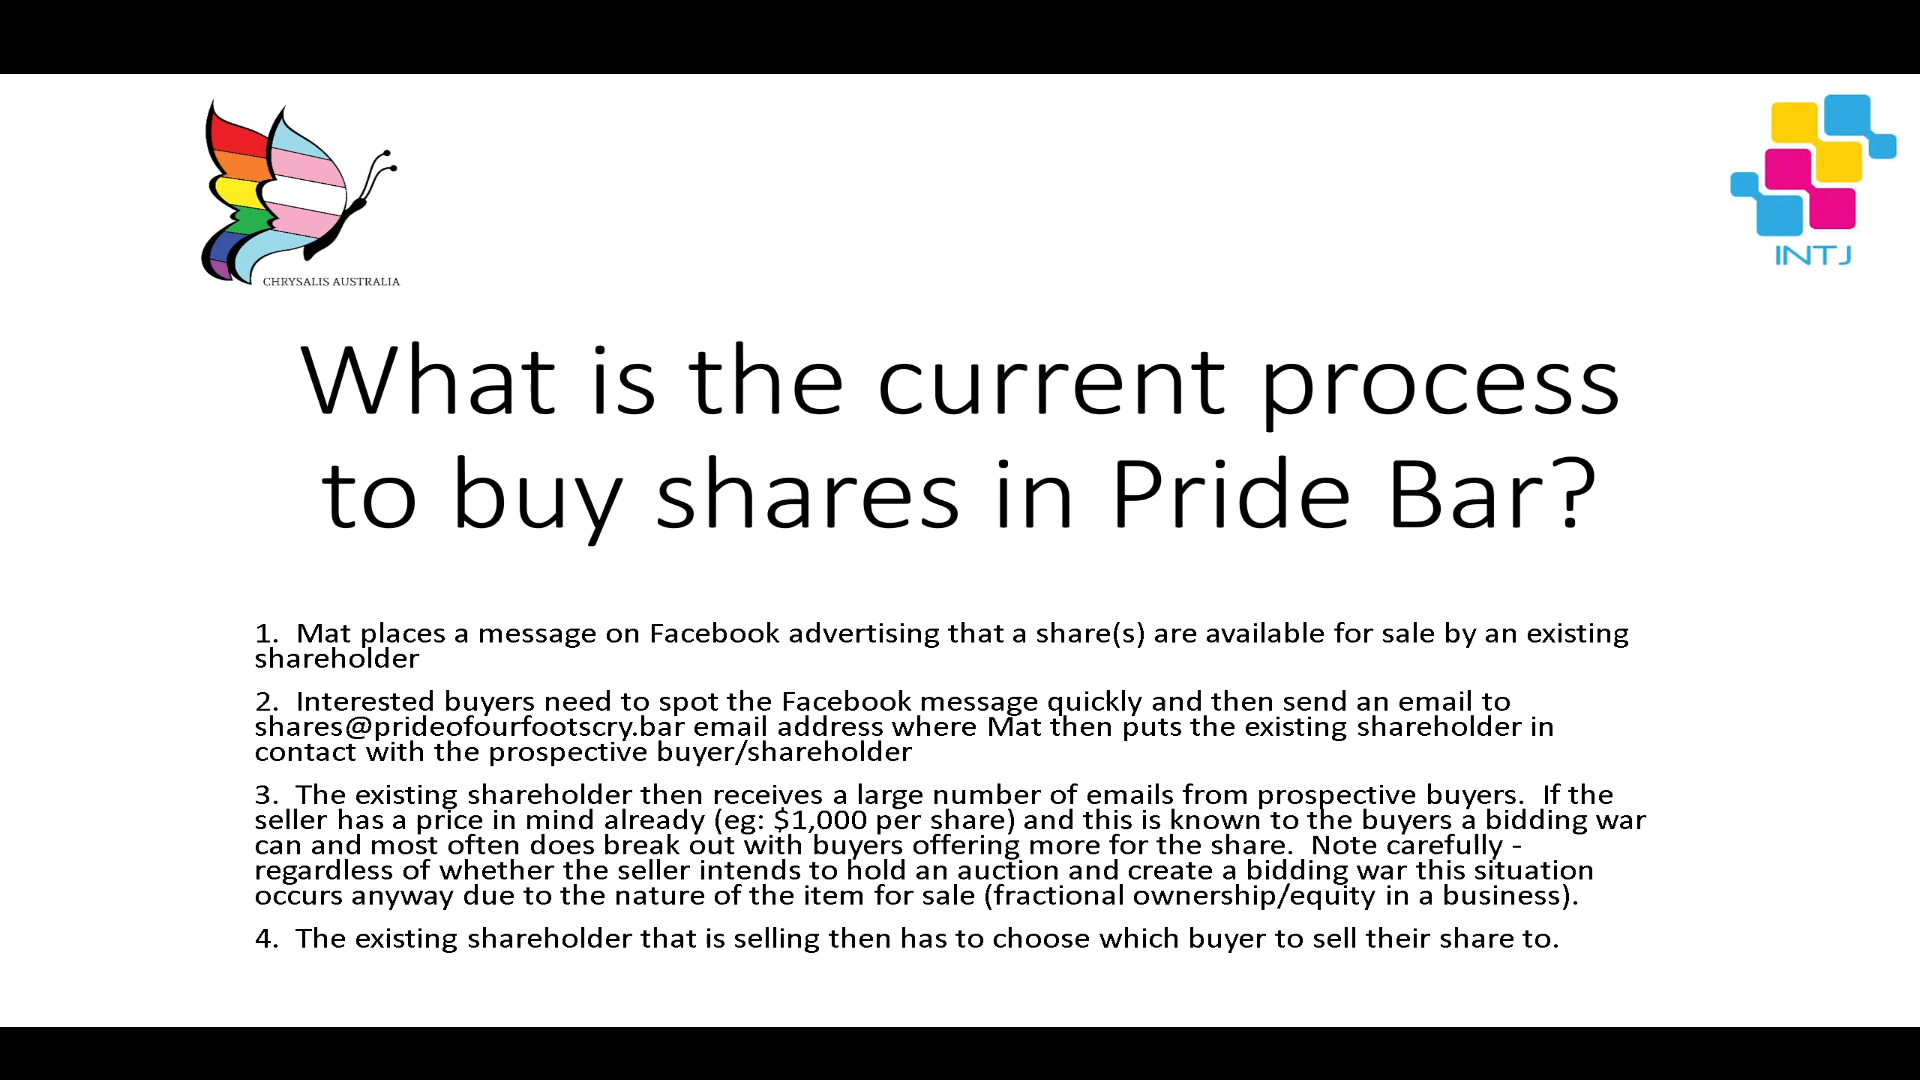 CHRYSALIS AUSTRALIA
INTJ
What is the current process
to buy shares in Pride Bar?
1.  Mat places a message on Facebook advertising that a share(s) are available for sale by an existing
shareholder
2.  Interested buyers need to spot the Facebook message quickly and then send an email to
shares@prideofourfootscry.bar email address where Mat then puts the existing shareholder in
contact with the prospective buyer/shareholder
3.  The existing shareholder then receives a large number of emails from prospective buyers.  If the
seller has a price in mind already (eg: $1,000 per share) and this is known to the buyers a bidding war
can and most often does break out with buyers offering more for the share.  Note carefully -
regardless of whether the seller intends to hold an auction and create a bidding war this situation
occurs anyway due to the nature of the item for sale (fractional ownership/equity in a business).
4.  The existing shareholder that is selling then has to choose which buyer to sell their share to.